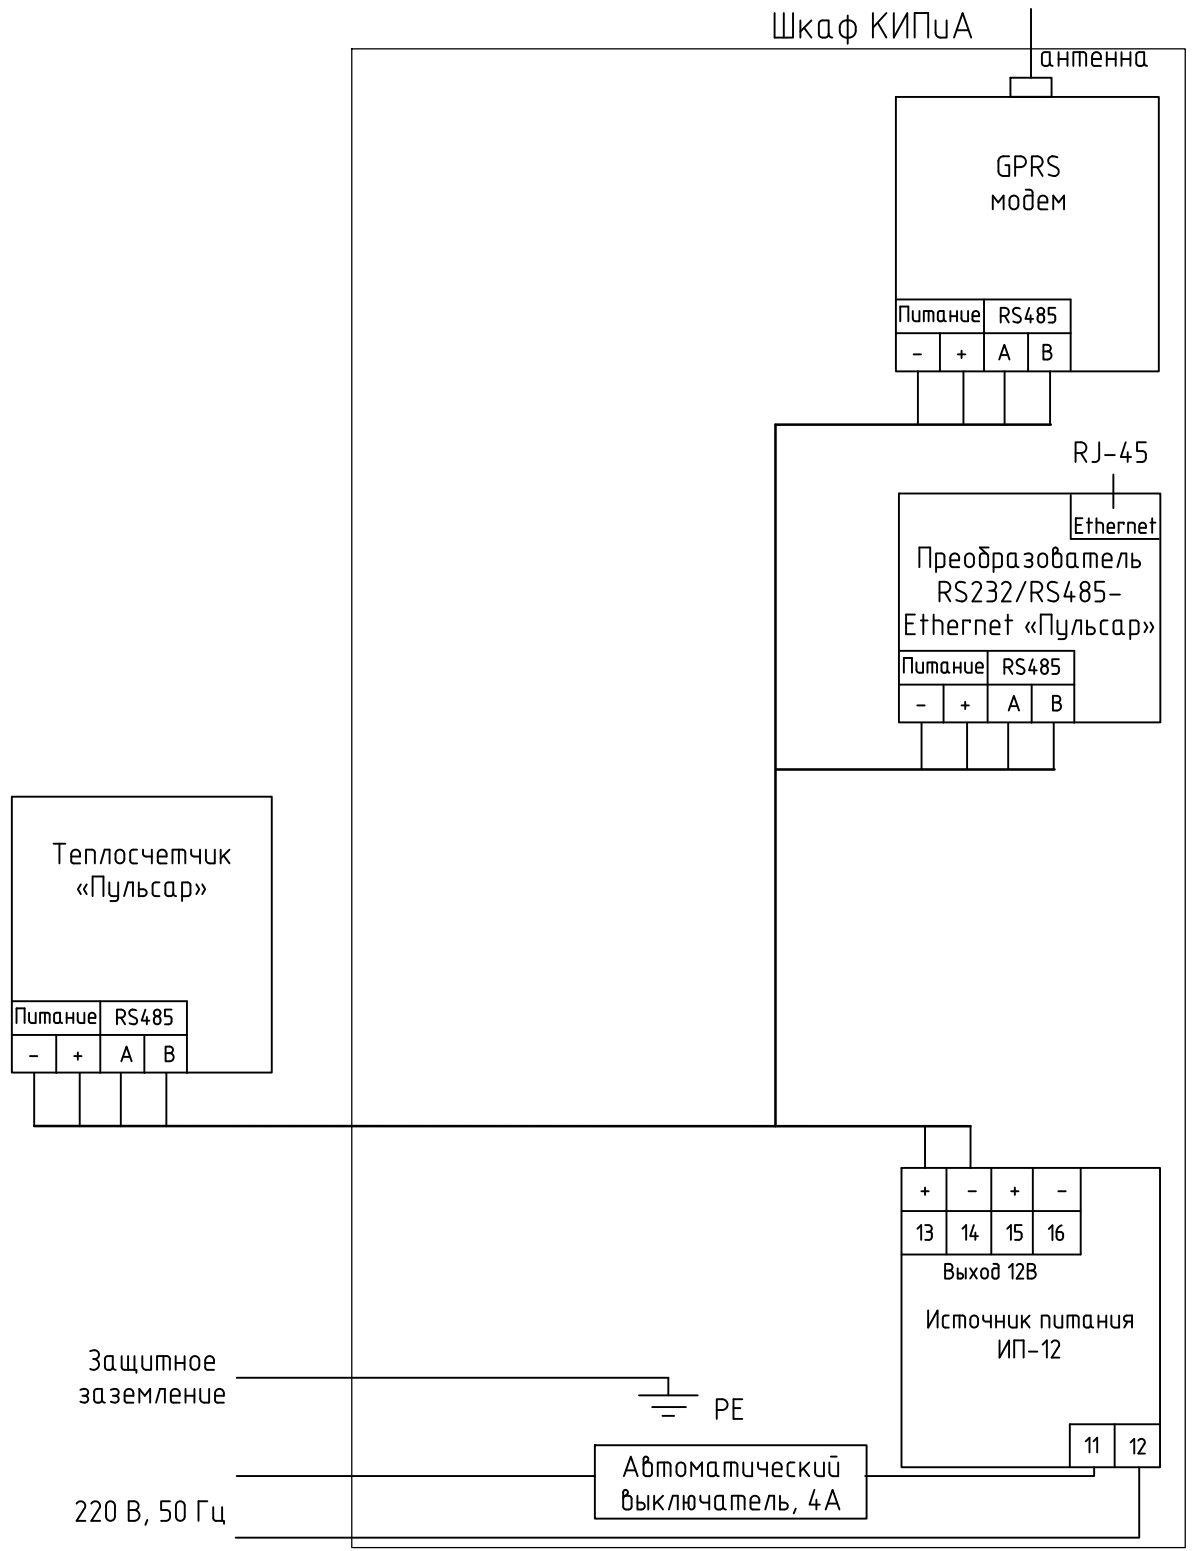 Шкаф КИПиА
антенна
GPRS
модем
Питание RS485
- + A B
RJ-45
Ethernet
Преобразователь
RS232/RS485-
Ethernet «Пульсар»
Питание RS485
- + A B
Теплосчетчик
«Пульсар»
Питание RS485
- + A B
+ - + -
13 14 15 16
Выход 12В
Источник питания
ИП-12
Защитное
заземление
PE
11 12
Автоматический
выключатель, 4А
220 В, 50 Гц